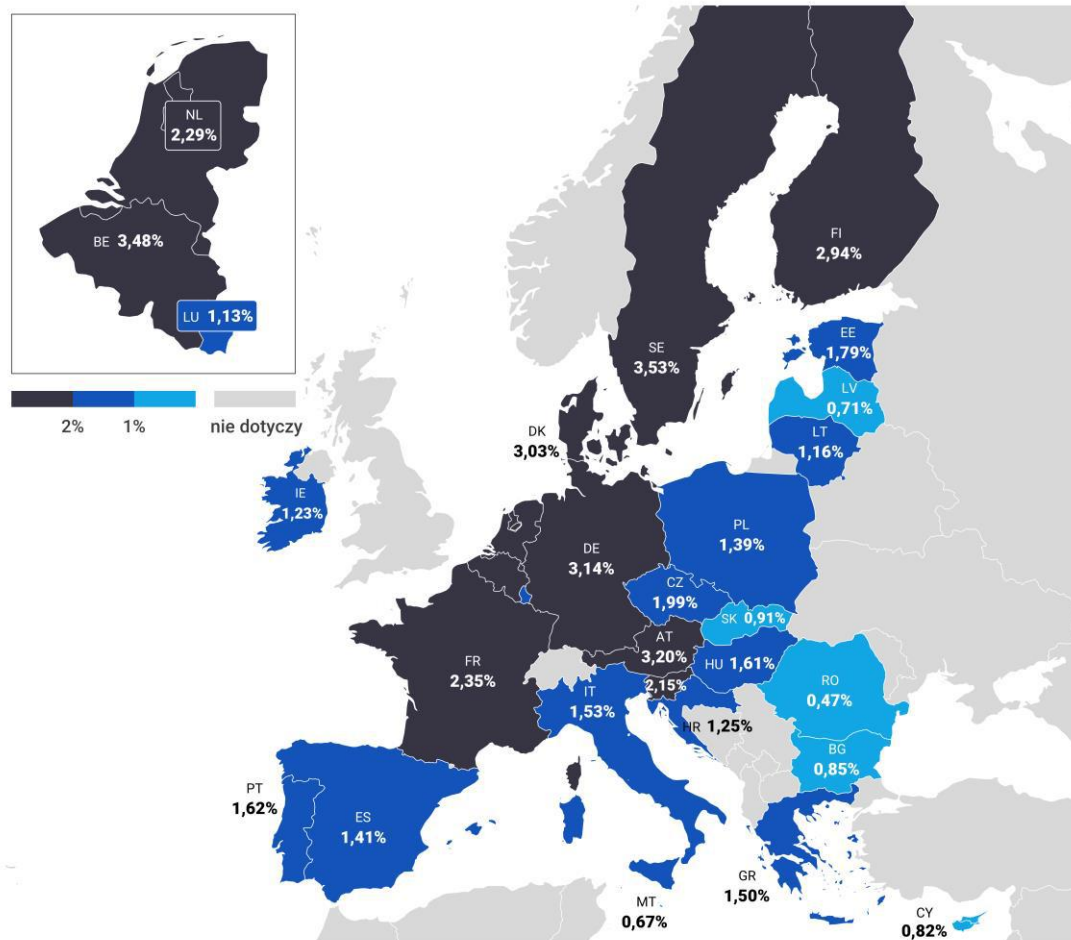 NL
2,29%
BE 3,48%
LU 1,13%
2% 1% nie dotyczy
FI
2,94%
SE
3,53%
EE
1,79%
LV
0,71%
LT
1,16%
DK
3,03%
IE
1,23%
PL
1,39%
DE
3,14%
CZ
1,99%
SK 0,91%
AT
3,20%
HU 1,61%
FR
2,35%
2,15%
IT
1,53%
RO
0,47%
HR 1,25%
BG
0,85%
PT
1,62%
ES
1,41%
GR
1,50%
MT
0,67%
CY
0,82%